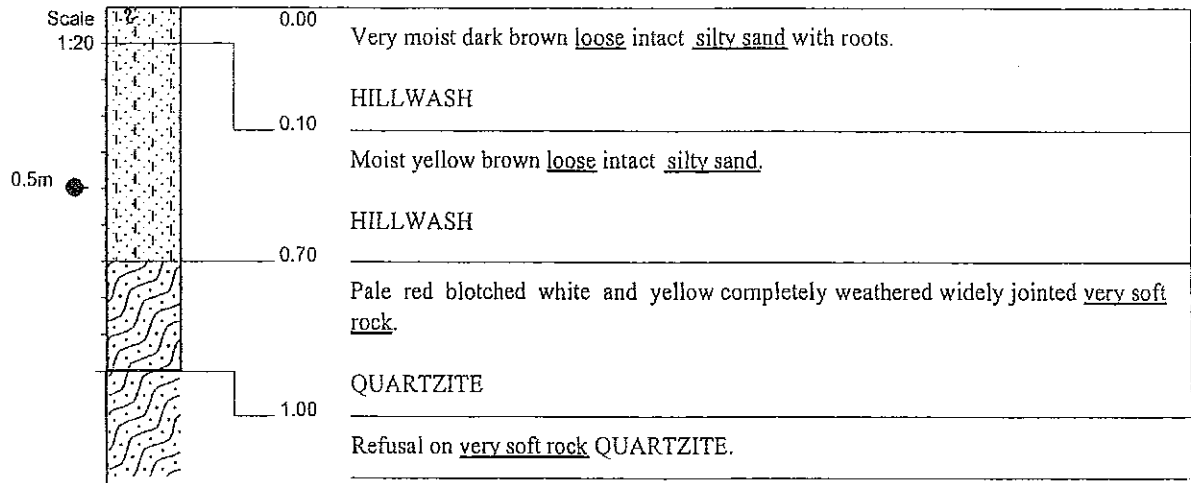 Scale
1:20
0.00
Very moist dark brown loose intact silty sand with roots.
HILLWASH
0.10
Moist yellow brown loose intact silty sand.
0.5m
HILLWASH
0.70
Pale red blotched white and yellow completely weathered widely jointed very soft
rock.
QUARTZITE
1.00
Refusal on very soft rock QUARTZITE.